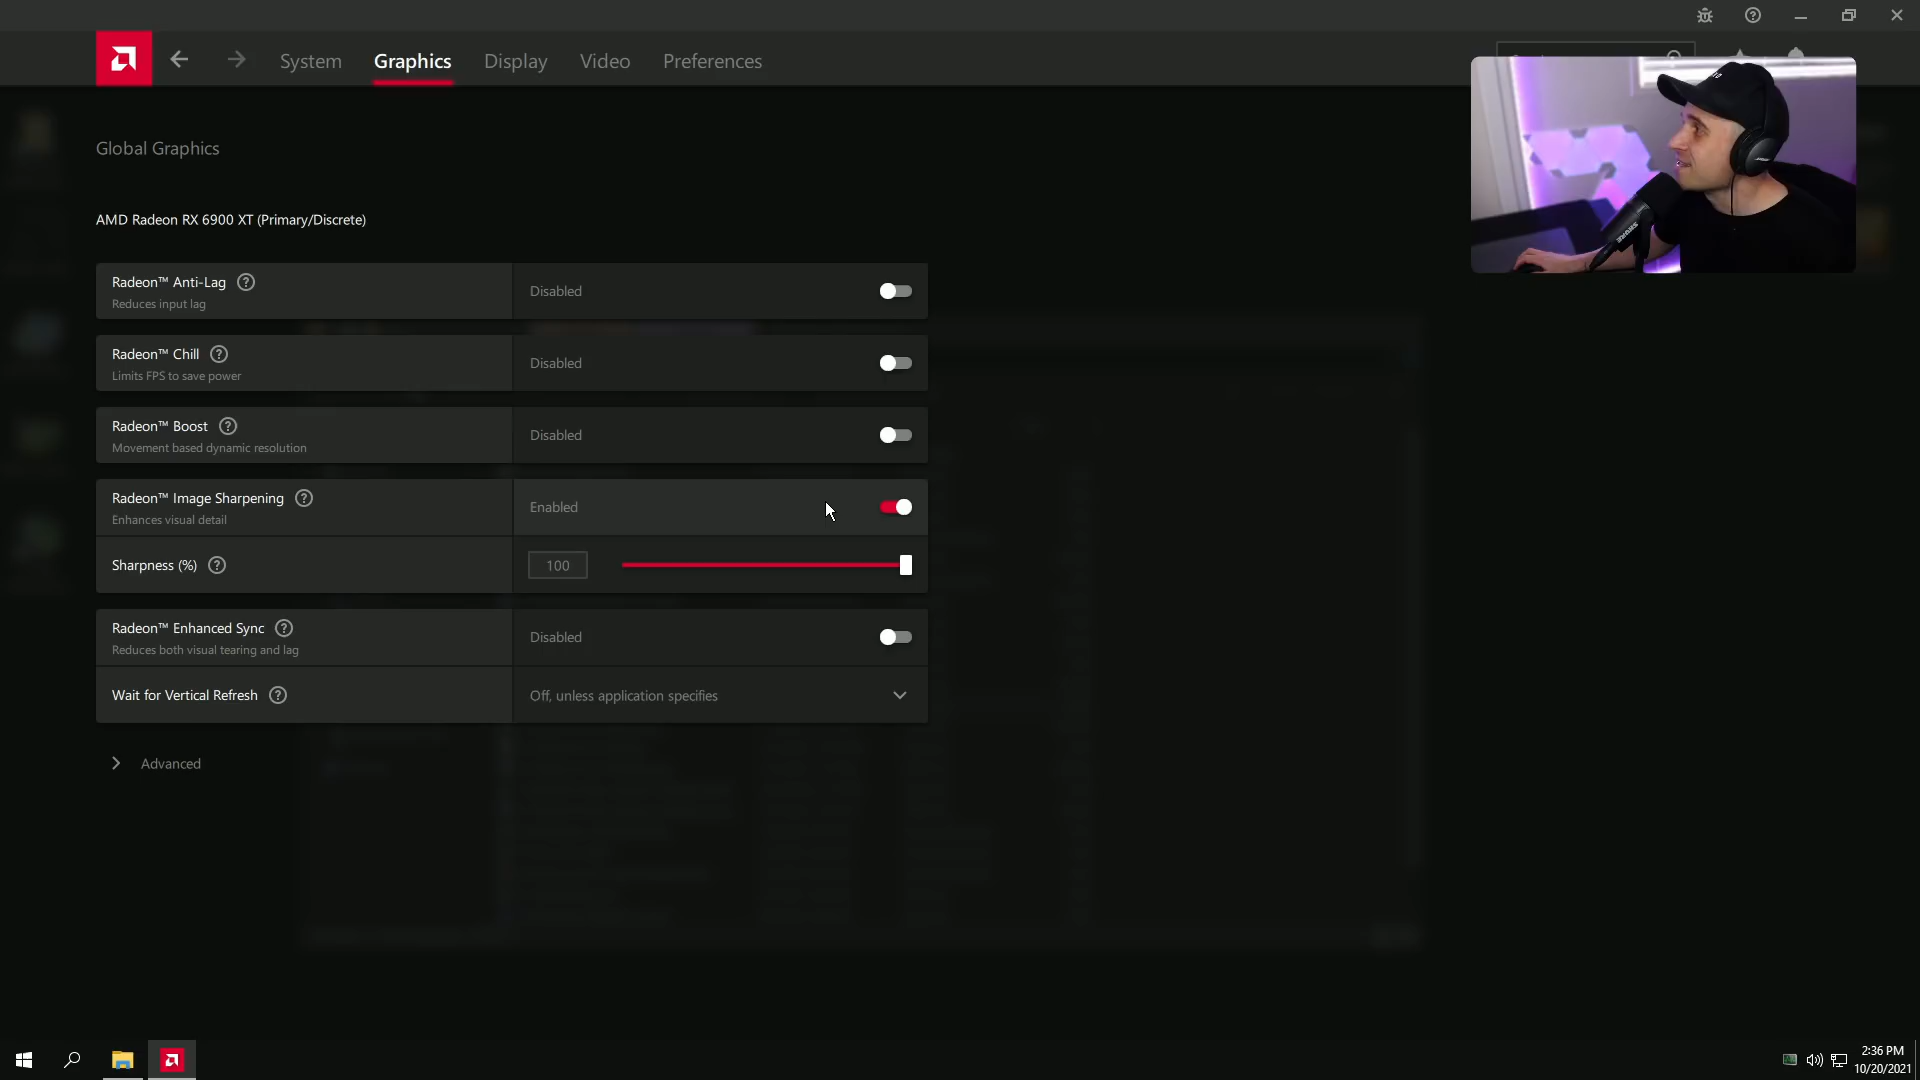 System Graphics Display Video Preferences
Global Graphics
AMD Radeon RX 6900 XT (Primary/Discrete)
Radeon™ Anti-Lag
Reduces input lag
Disabled
Radeon™ Chill
Limits FPS to save power
Disabled
Radeon™ Boost
Movement based dynamic resolution
Disabled
Radeon™ Image Sharpening
Enhances visual detail
Enabled
Sharpness (%)
100
Radeon™ Enhanced Sync
Reduces both visual tearing and lag
Disabled
Wait for Vertical Refresh
Off, unless application specifies
Advanced
SHURE
2:36 PM
10/20/2021